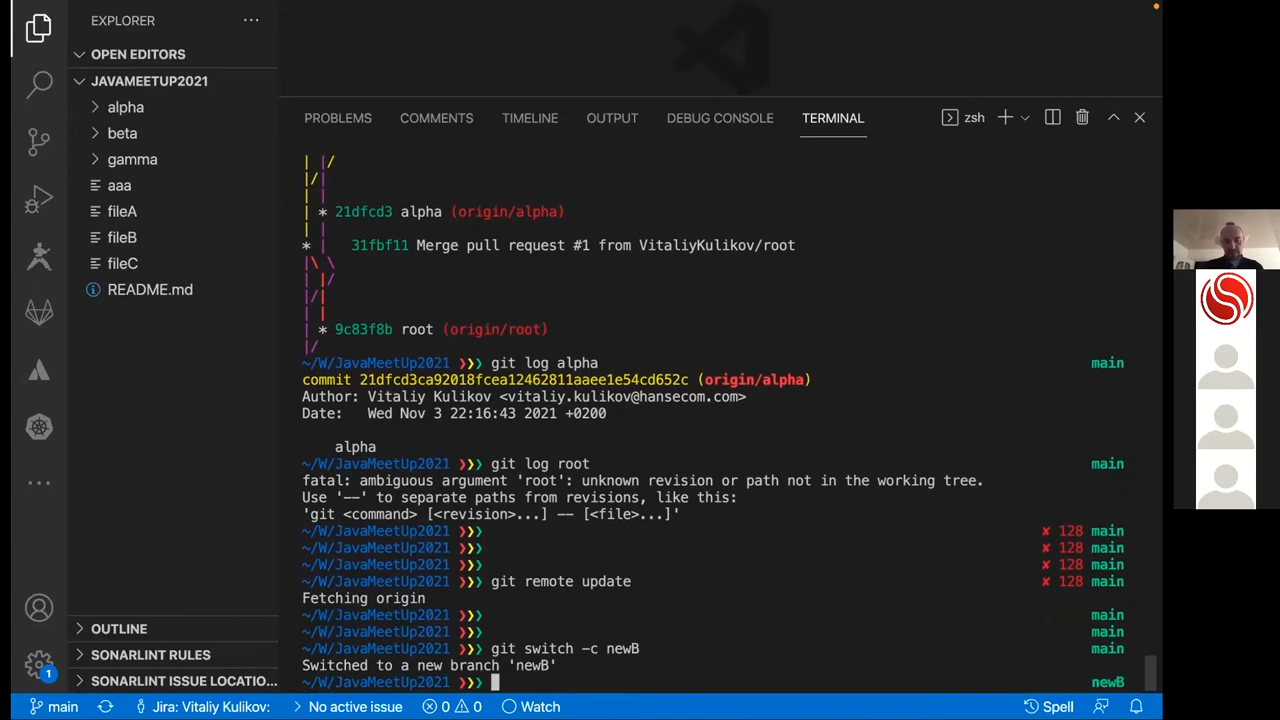 EXPLORER
OPEN EDITORS
JAVAMEETUP2021
alpha
beta
gamma
aaa
fileA
fileB
fileC
README.md
OUTLINE
SONARLINT RULES
SONARLINT ISSUE LOCATIO...
PROBLEMS COMMENTS TIMELINE OUTPUT DEBUG CONSOLE TERMINAL zsh
* 21dfcd3 alpha (origin/alpha)
* 31fbf11 Merge pull request #1 from VitaliyKulikov/root
* 9c83f8b root (origin/root)
~/W/JavaMeetUp2021 ❯❯❯ git log alpha main
commit 21dfcd3ca92018fcea12462811aaee1e54cd652c (origin/alpha)
Author: Vitaliy Kulikov <vitaliy.kulikov@hansecom.com>
Date: Wed Nov 3 22:16:43 2021 +0200
alpha
~/W/JavaMeetUp2021 ❯❯❯ git log root main
fatal: ambiguous argument 'root': unknown revision or path not in the working tree.
Use '--' to separate paths from revisions, like this:
'git <command> [<revision>...] -- [<file>...]'
~/W/JavaMeetUp2021 ❯❯❯ ✘ 128 main
~/W/JavaMeetUp2021 ❯❯❯ ✘ 128 main
~/W/JavaMeetUp2021 ❯❯❯ ✘ 128 main
~/W/JavaMeetUp2021 ❯❯❯ git remote update ✘ 128 main
Fetching origin
~/W/JavaMeetUp2021 ❯❯❯ main
~/W/JavaMeetUp2021 ❯❯❯ main
~/W/JavaMeetUp2021 ❯❯❯ git switch -c newB main
Switched to a new branch 'newB'
~/W/JavaMeetUp2021 ❯❯❯ newB
1
main Jira: Vitaliy Kulikov: No active issue 0 0 Watch Spell